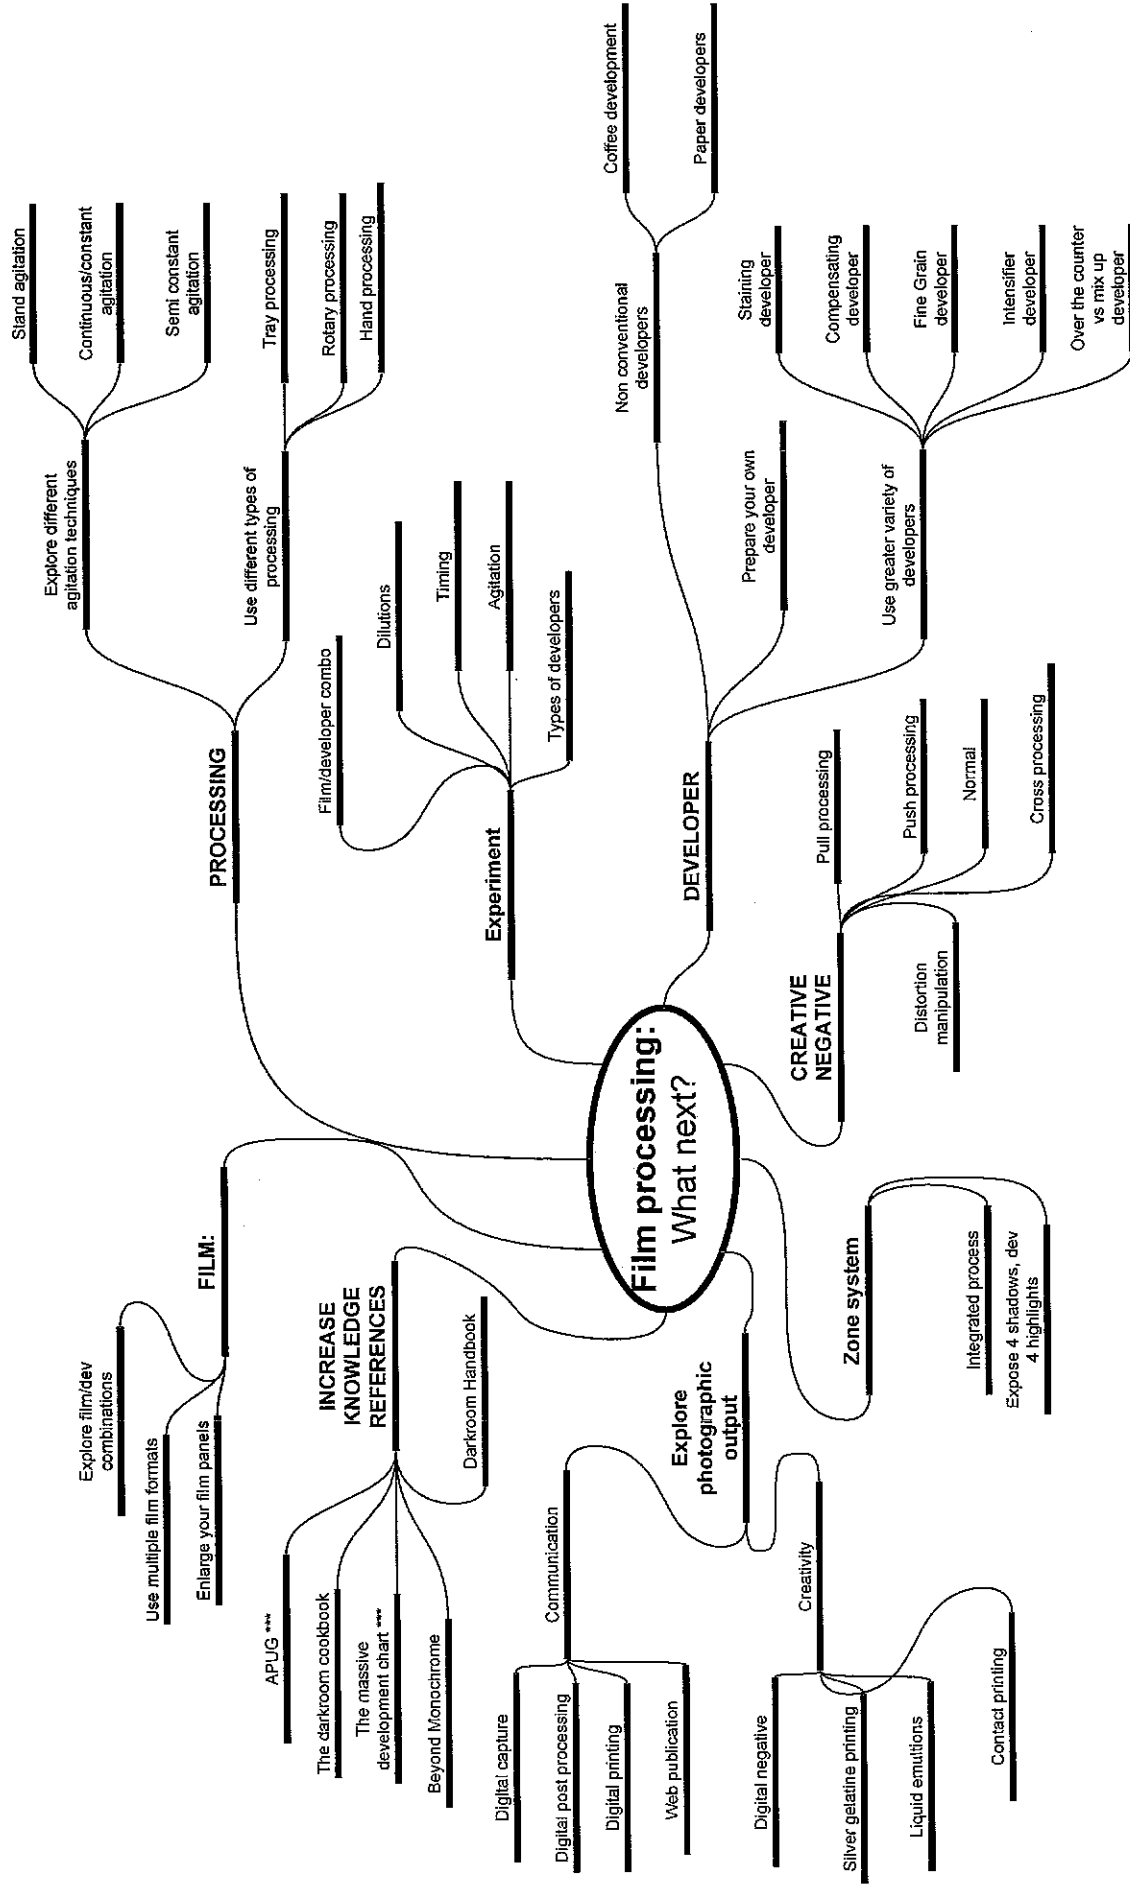 Film processing:
What next?
FILM:
Explore film/dev
combinations
Use multiple film formats
Enlarge your film panels
INCREASE
KNOWLEDGE
REFERENCES
APUG ***
The darkroom cookbook
The massive
development chart ***
Beyond Monochrome
Darkroom Handbook
Explore
photographic
output
Communication
Digital capture
Digital post processing
Digital printing
Web publication
Creativity
Digital negative
Silver gelatine printing
Liquid emultions
Contact printing
Zone system
Integrated process
Expose 4 shadows, dev
4 highlights
PROCESSING
Explore different
agitation techniques
Stand agitation
Continuous/constant
agitation
Semi constant
agitation
Use different types of
processing
Tray processing
Rotary processing
Hand processing
Experiment
Film/developer combo
Dilutions
Timing
Agitation
Types of developers
DEVELOPER
Non conventional
developers
Coffee development
Paper developers
Prepare your own
developer
Use greater variety of
developers
Staining
developer
Compensating
developer
Fine Grain
developer
Intensifier
developer
Over the counter
vs mix up
developer
CREATIVE
NEGATIVE
Pull processing
Push processing
Normal
Cross processing
Distortion
manipulation